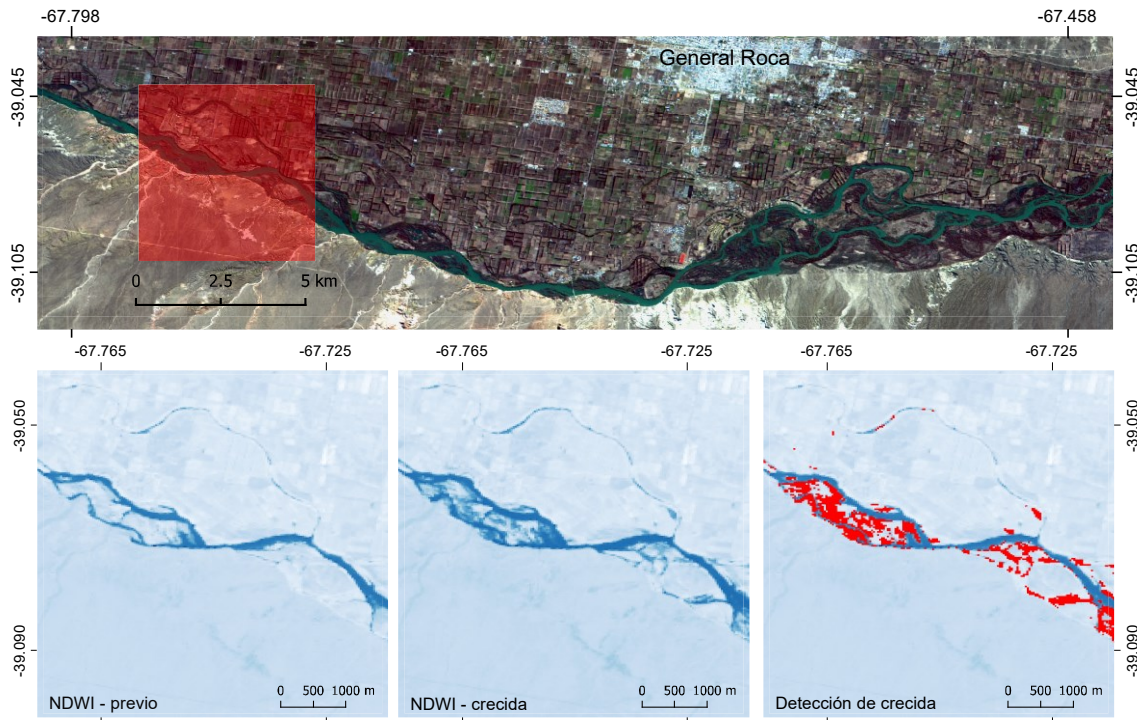 -67.798 -67.458
General Roca
-39.045 -39.045
-39.105 -39.105
0 2.5 5 km
-67.765 -67.725 -67.765 -67.725 -67.765 -67.725
-39.050 -39.050
-39.090 -39.090
NDWI - previo 0 500 1000 m
NDWI - crecida 0 500 1000 m
Detección de crecida 0 500 1000 m